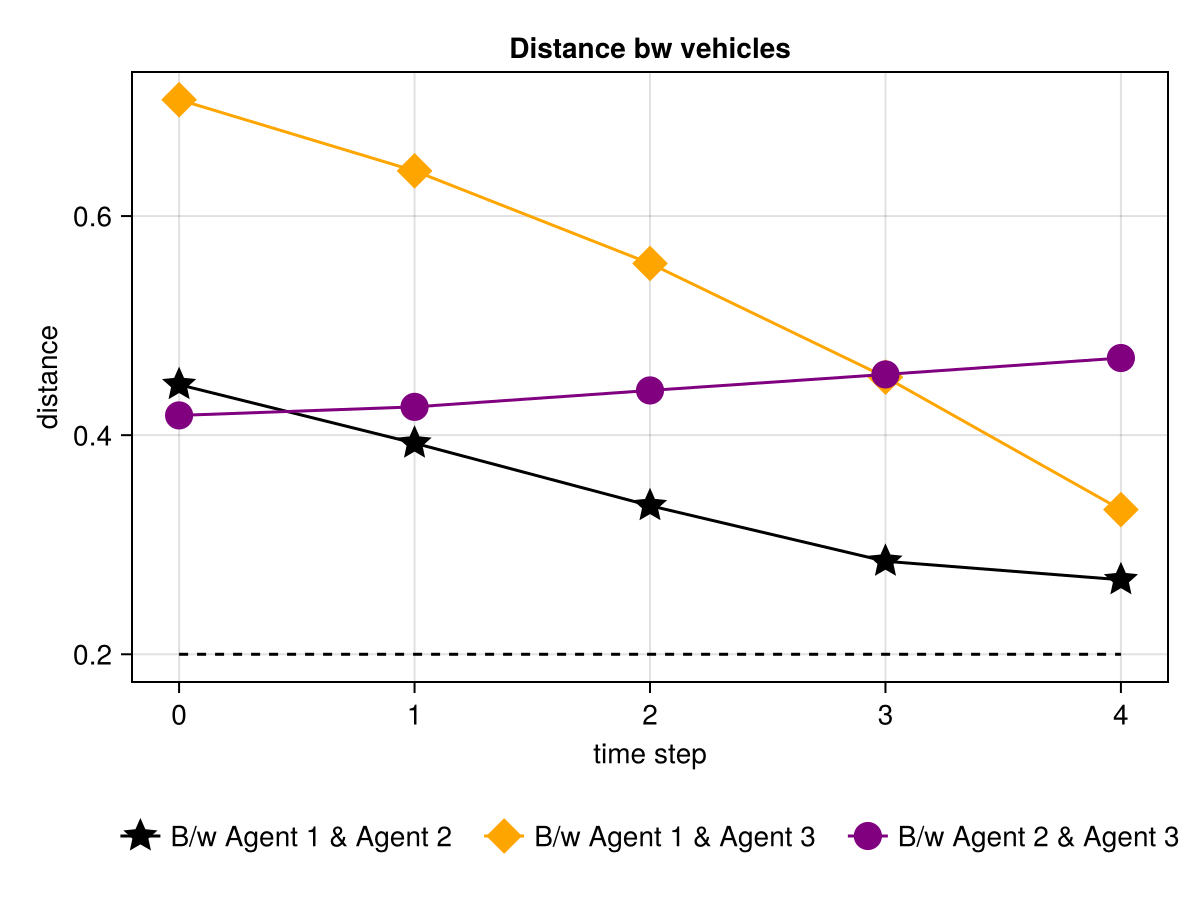 Distance bw vehicles
distance
0.6
0.4
0.2
0 1 2 3 4
time step
B/w Agent 1 & Agent 2 B/w Agent 1 & Agent 3 B/w Agent 2 & Agent 3